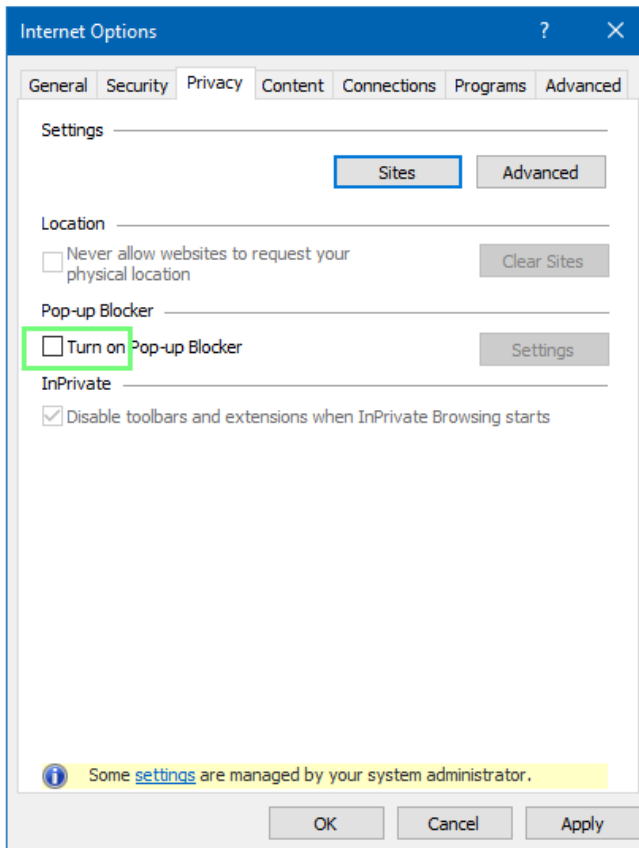 Internet Options ?
General Security Privacy Content Connections Programs Advanced
Settings
Sites Advanced
Location
Never allow websites to request your
physical location
Clear Sites
Pop-up Blocker
Turn on Pop-up Blocker Settings
InPrivate
Disable toolbars and extensions when InPrivate Browsing starts
Some settings are managed by your system administrator.
OK Cancel Apply